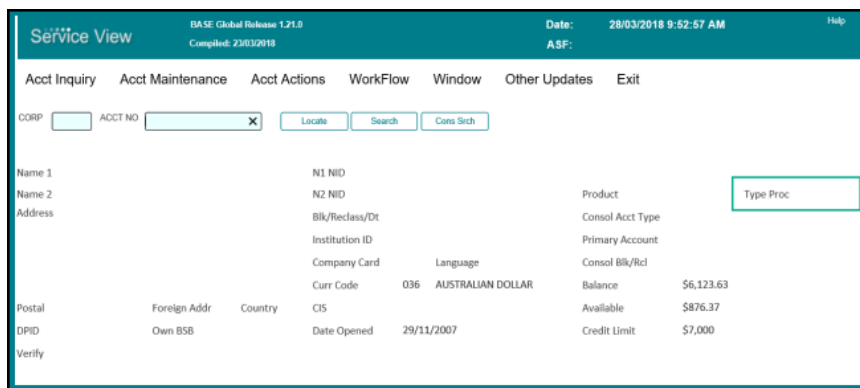 Service View
BASE Global Release 1.21.0
Compiled: 23/03/2018
Date: 28/03/2018 9:52:57 AM
ASF:
Help
Acct Inquiry Acct Maintenance Acct Actions WorkFlow Window Other Updates Exit
CORP ACCT NO X Locate Search Cons Srch
Name 1 N1 NID
Name 2 N2 NID Product Type Proc
Address Blk/Reclass/Dt Consol Acct Type
Institution ID Primary Account
Company Card Language Consol Blk/Rcl
Curr Code 036 AUSTRALIAN DOLLAR Balance $6,123.63
Postal Foreign Addr Country CIS Available $876.37
DPID Own BSB Date Opened 29/11/2007 Credit Limit $7,000
Verify